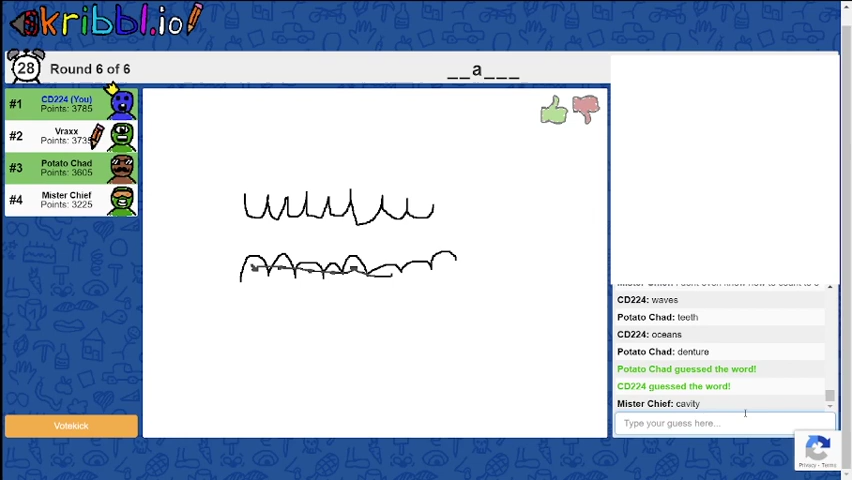 skribbl.io
28
Round 6 of 6
__a___
#1
CD224 (You)
Points: 3785
#2
Vraxx
Points: 3735
#3
Potato Chad
Points: 3605
#4
Mister Chief
Points: 3225
CD224: waves
Potato Chad: teeth
CD224: oceans
Potato Chad: denture
Potato Chad guessed the word!
CD224 guessed the word!
Mister Chief: cavity
Type your guess here...
Votekick
Privacy - Terms